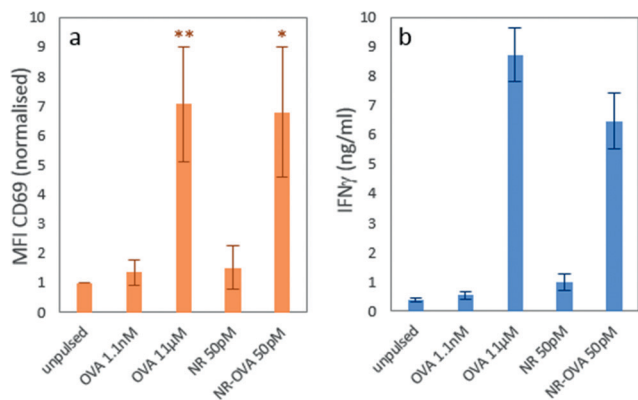 a
MFI CD69 (normalised)
10
9
8
7
6
5
4
3
2
1
0
**
*
unpulsed
OVA 1.1nM
OVA 11µM
NR 50pM
NR-OVA 50pM
b
IFNγ (ng/ml)
10
9
8
7
6
5
4
3
2
1
0
unpulsed
OVA 1.1nM
OVA 11µM
NR 50pM
NR-OVA 50pM